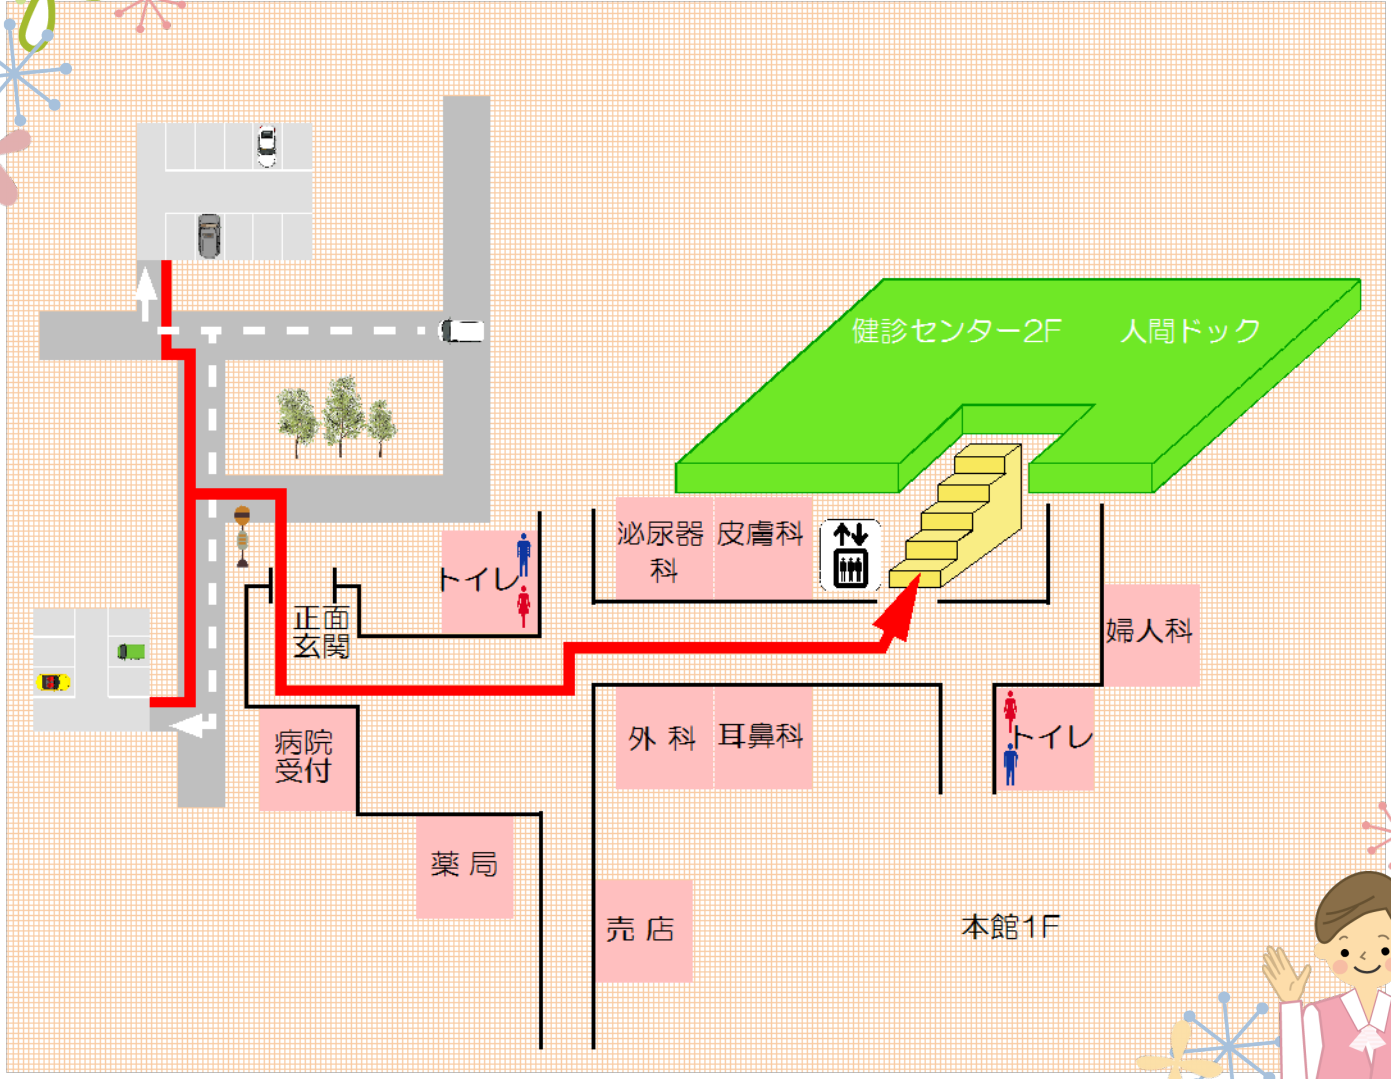 健診センター2F 人間ドック
泌尿器
科
皮膚科
トイレ
正面
玄関
婦人科
外 科
耳鼻科
トイレ
病院
受付
薬 局
売 店
本館1F